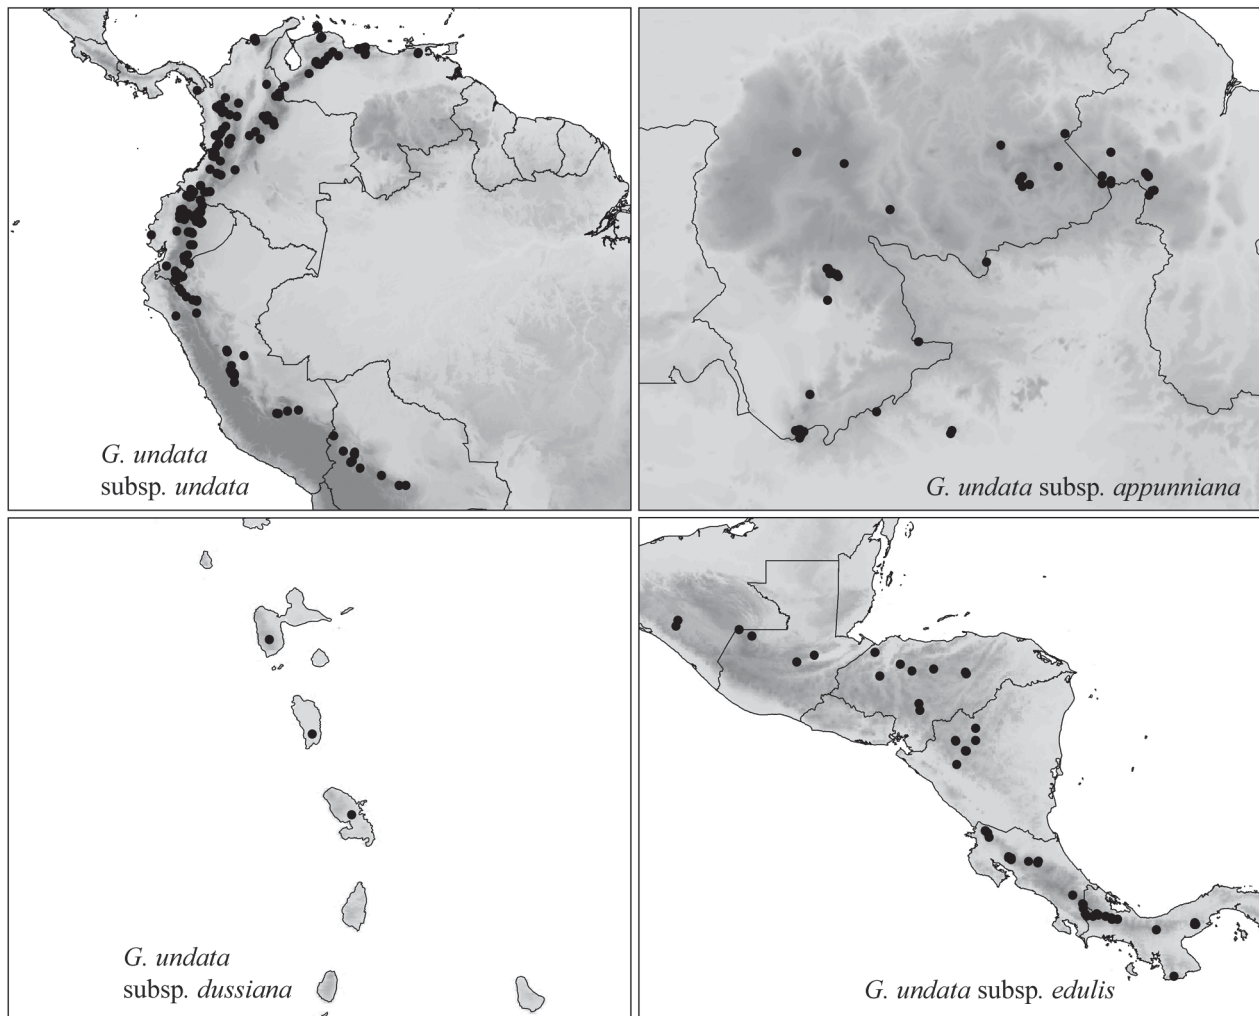 G. undata
subsp. undata
G. undata subsp. appunniana
G. undata
subsp. dussiana
G. undata subsp. edulis